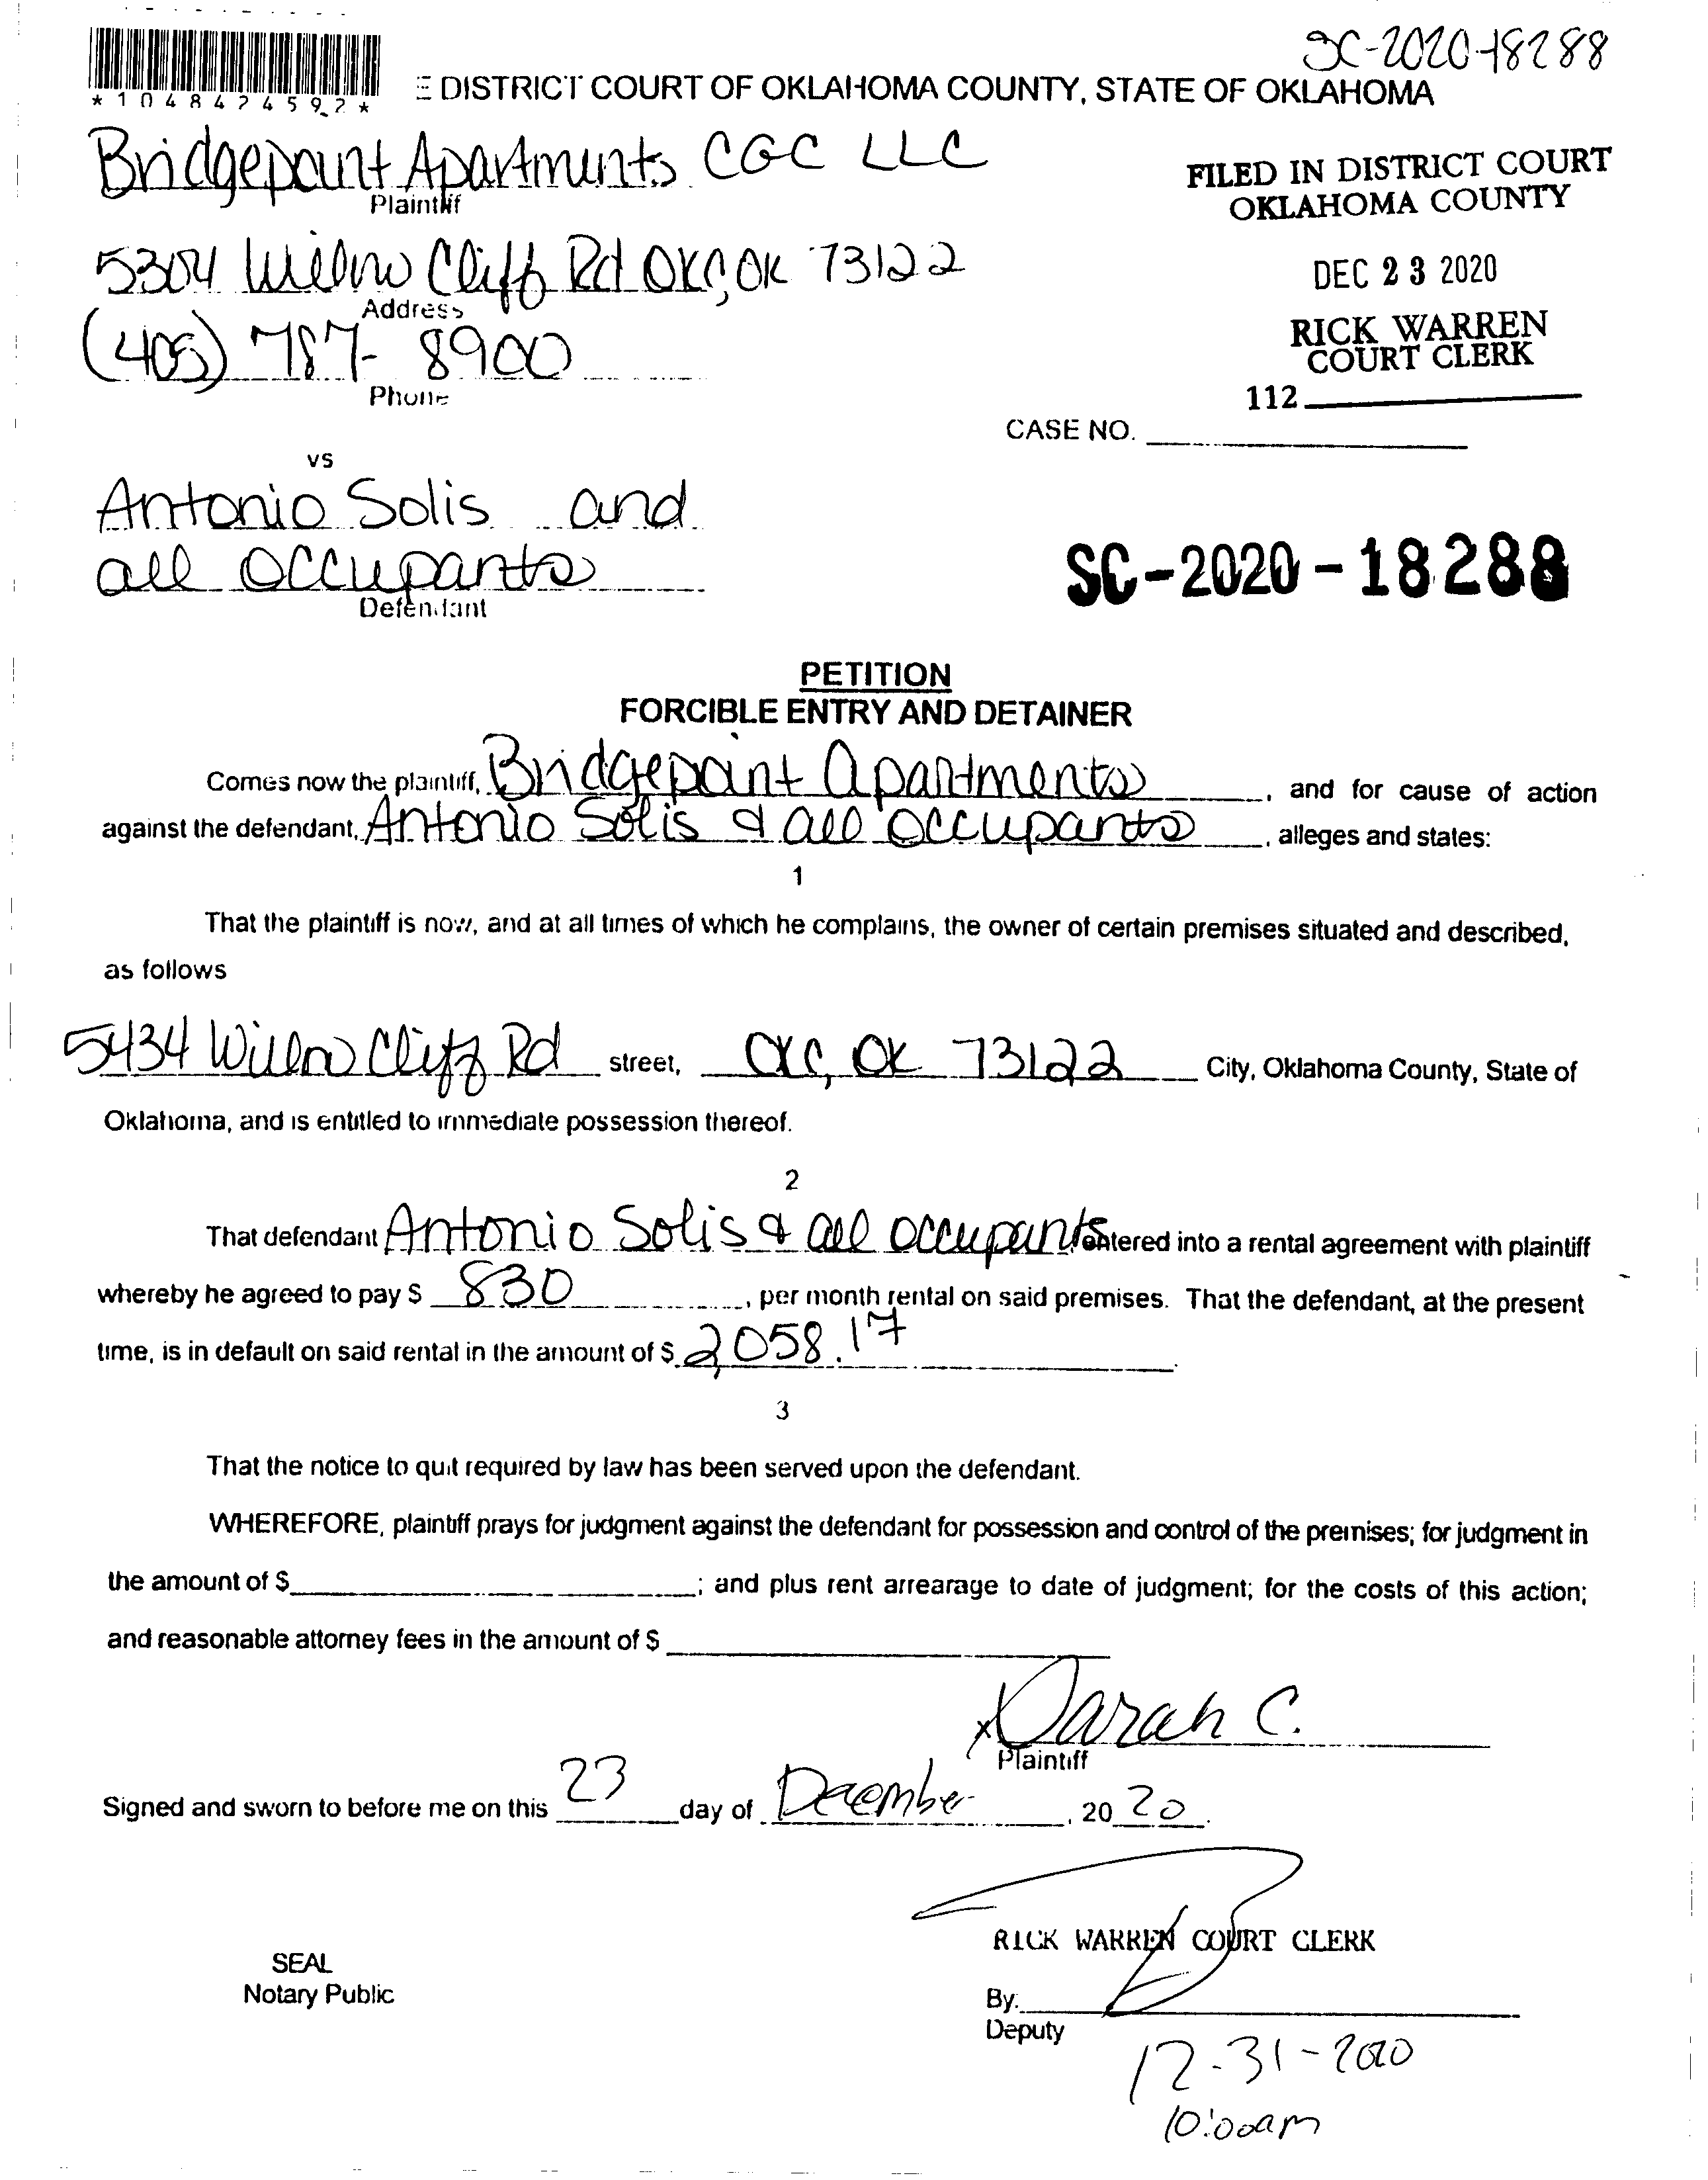 SC-2020-18288
*1048424592*
E DISTRICT COURT OF OKLAHOMA COUNTY, STATE OF OKLAHOMA
Bridgepoint Apartments CGC LLC
Plaintiff
FILED IN DISTRICT COURT
OKLAHOMA COUNTY
5304 Willow Cliff Rd OKC, OK 73122
Address
DEC 23 2020
(405) 787-8900
Phone
RICK WARREN
COURT CLERK
112
CASE NO.
vs
Antonio Solis and
all occupants
Defendant
SC-2020-18288
PETITION
FORCIBLE ENTRY AND DETAINER
Comes now the plaintiff, Bridgepoint Apartments, and for cause of action
against the defendant, Antonio Solis & all occupants, alleges and states:
1
That the plaintiff is now, and at all times of which he complains, the owner of certain premises situated and described,
as follows
5434 Willow Cliff Rd street, OKC, OK 73122 City, Oklahoma County, State of
Oklahoma, and is entitled to immediate possession thereof.
2
That defendant Antonio Solis & all occupants, entered into a rental agreement with plaintiff
whereby he agreed to pay $ 830, per month rental on said premises. That the defendant, at the present
time, is in default on said rental in the amount of $ 2,058.17.
3
That the notice to quit required by law has been served upon the defendant.
WHEREFORE, plaintiff prays for judgment against the defendant for possession and control of the premises; for judgment in
the amount of $; and plus rent arrearage to date of judgment; for the costs of this action;
and reasonable attorney fees in the amount of $
x Sarah C.
Plaintiff
Signed and sworn to before me on this 23 day of December, 2020.
RICK WARREN COURT CLERK
SEAL
Notary Public
By:
Deputy
12-31-2020
10:00am